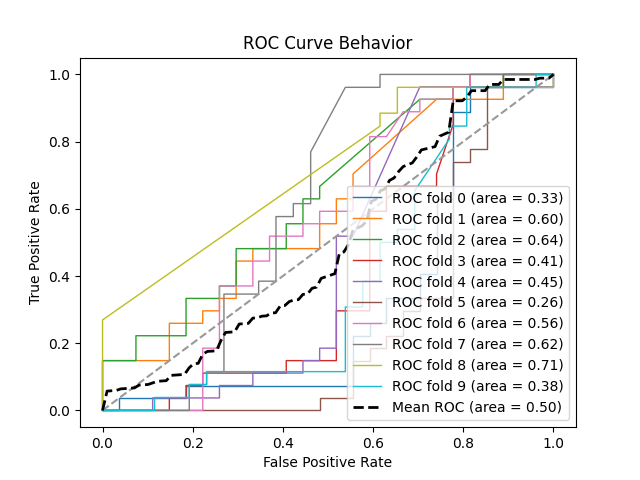 ROC Curve Behavior
True Positive Rate
1.0
0.8
0.6
0.4
0.2
0.0
ROC fold 0 (area = 0.33)
ROC fold 1 (area = 0.60)
ROC fold 2 (area = 0.64)
ROC fold 3 (area = 0.41)
ROC fold 4 (area = 0.45)
ROC fold 5 (area = 0.26)
ROC fold 6 (area = 0.56)
ROC fold 7 (area = 0.62)
ROC fold 8 (area = 0.71)
ROC fold 9 (area = 0.38)
Mean ROC (area = 0.50)
0.0 0.2 0.4 0.6 0.8 1.0
False Positive Rate